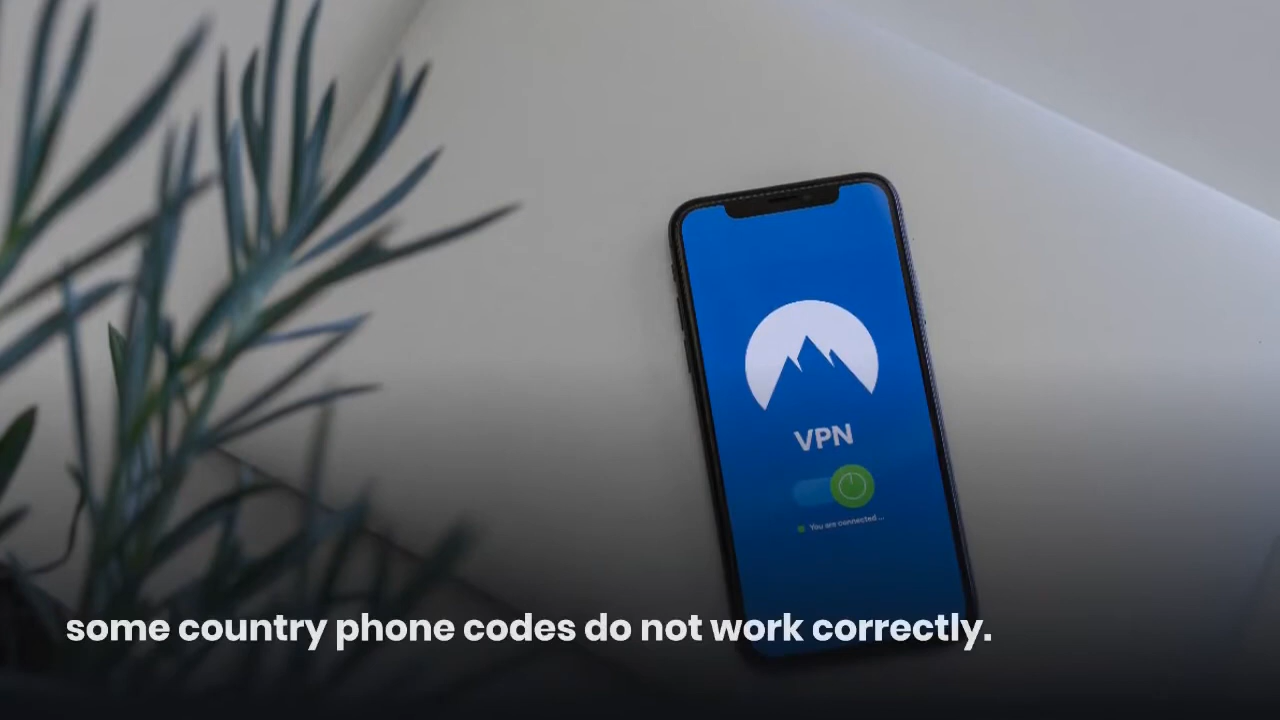 VPN
You are connected ...
some country phone codes do not work correctly.